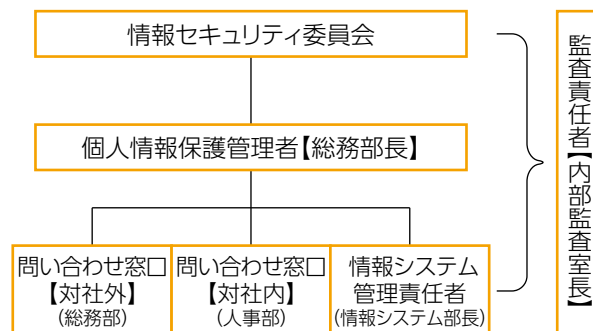 情報セキュリティ委員会
個人情報保護管理者【総務部長】
問い合わせ窓口
【対社外】
(総務部)
問い合わせ窓口
【対社内】
(人事部)
情報システム
管理責任者
(情報システム部長)
監査責任者【内部監査室長】